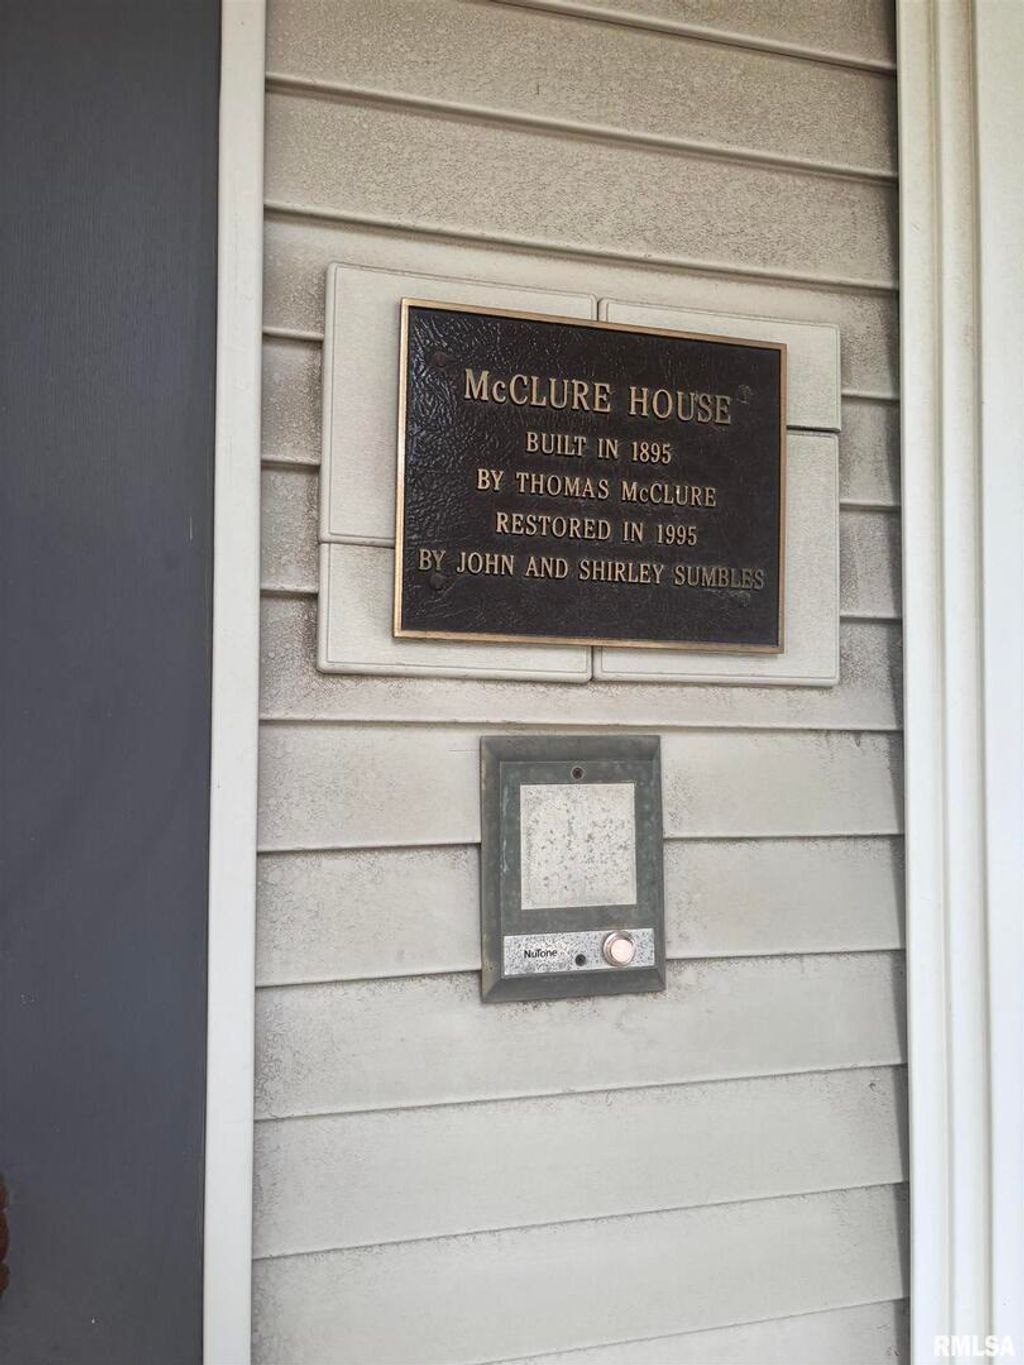 McCLURE HOUSE
BUILT IN 1895
BY THOMAS McCLURE
RESTORED IN 1995
BY JOHN AND SHIRLEY SUMBLES
NuTone
RMLSA